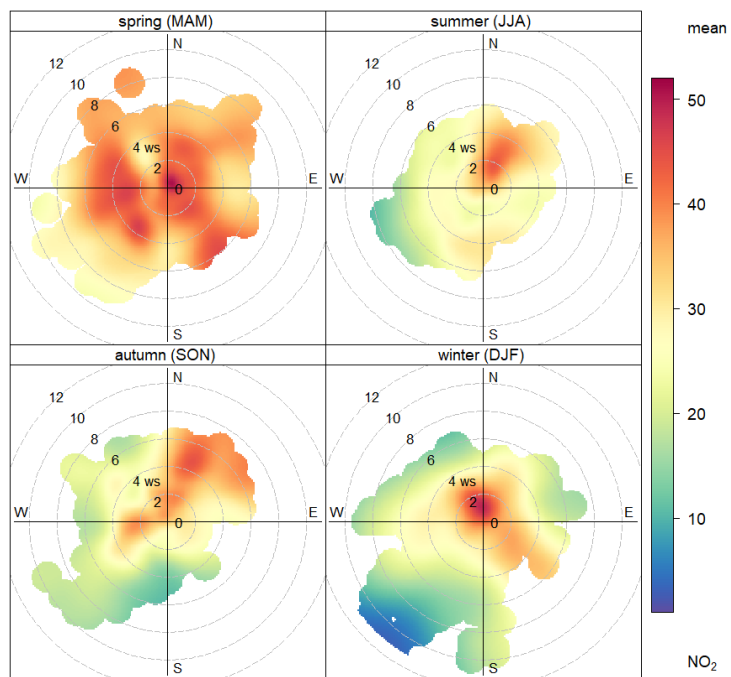 spring (MAM)
summer (JJA)
mean
N
12
10
8
6
4 ws
2
0
W
E
S
N
12
10
8
6
4 ws
2
0
W
E
S
50
40
30
20
10
autumn (SON)
winter (DJF)
N
12
10
8
6
4 ws
2
0
W
E
S
N
12
10
8
6
4 ws
2
0
W
E
S
NO₂